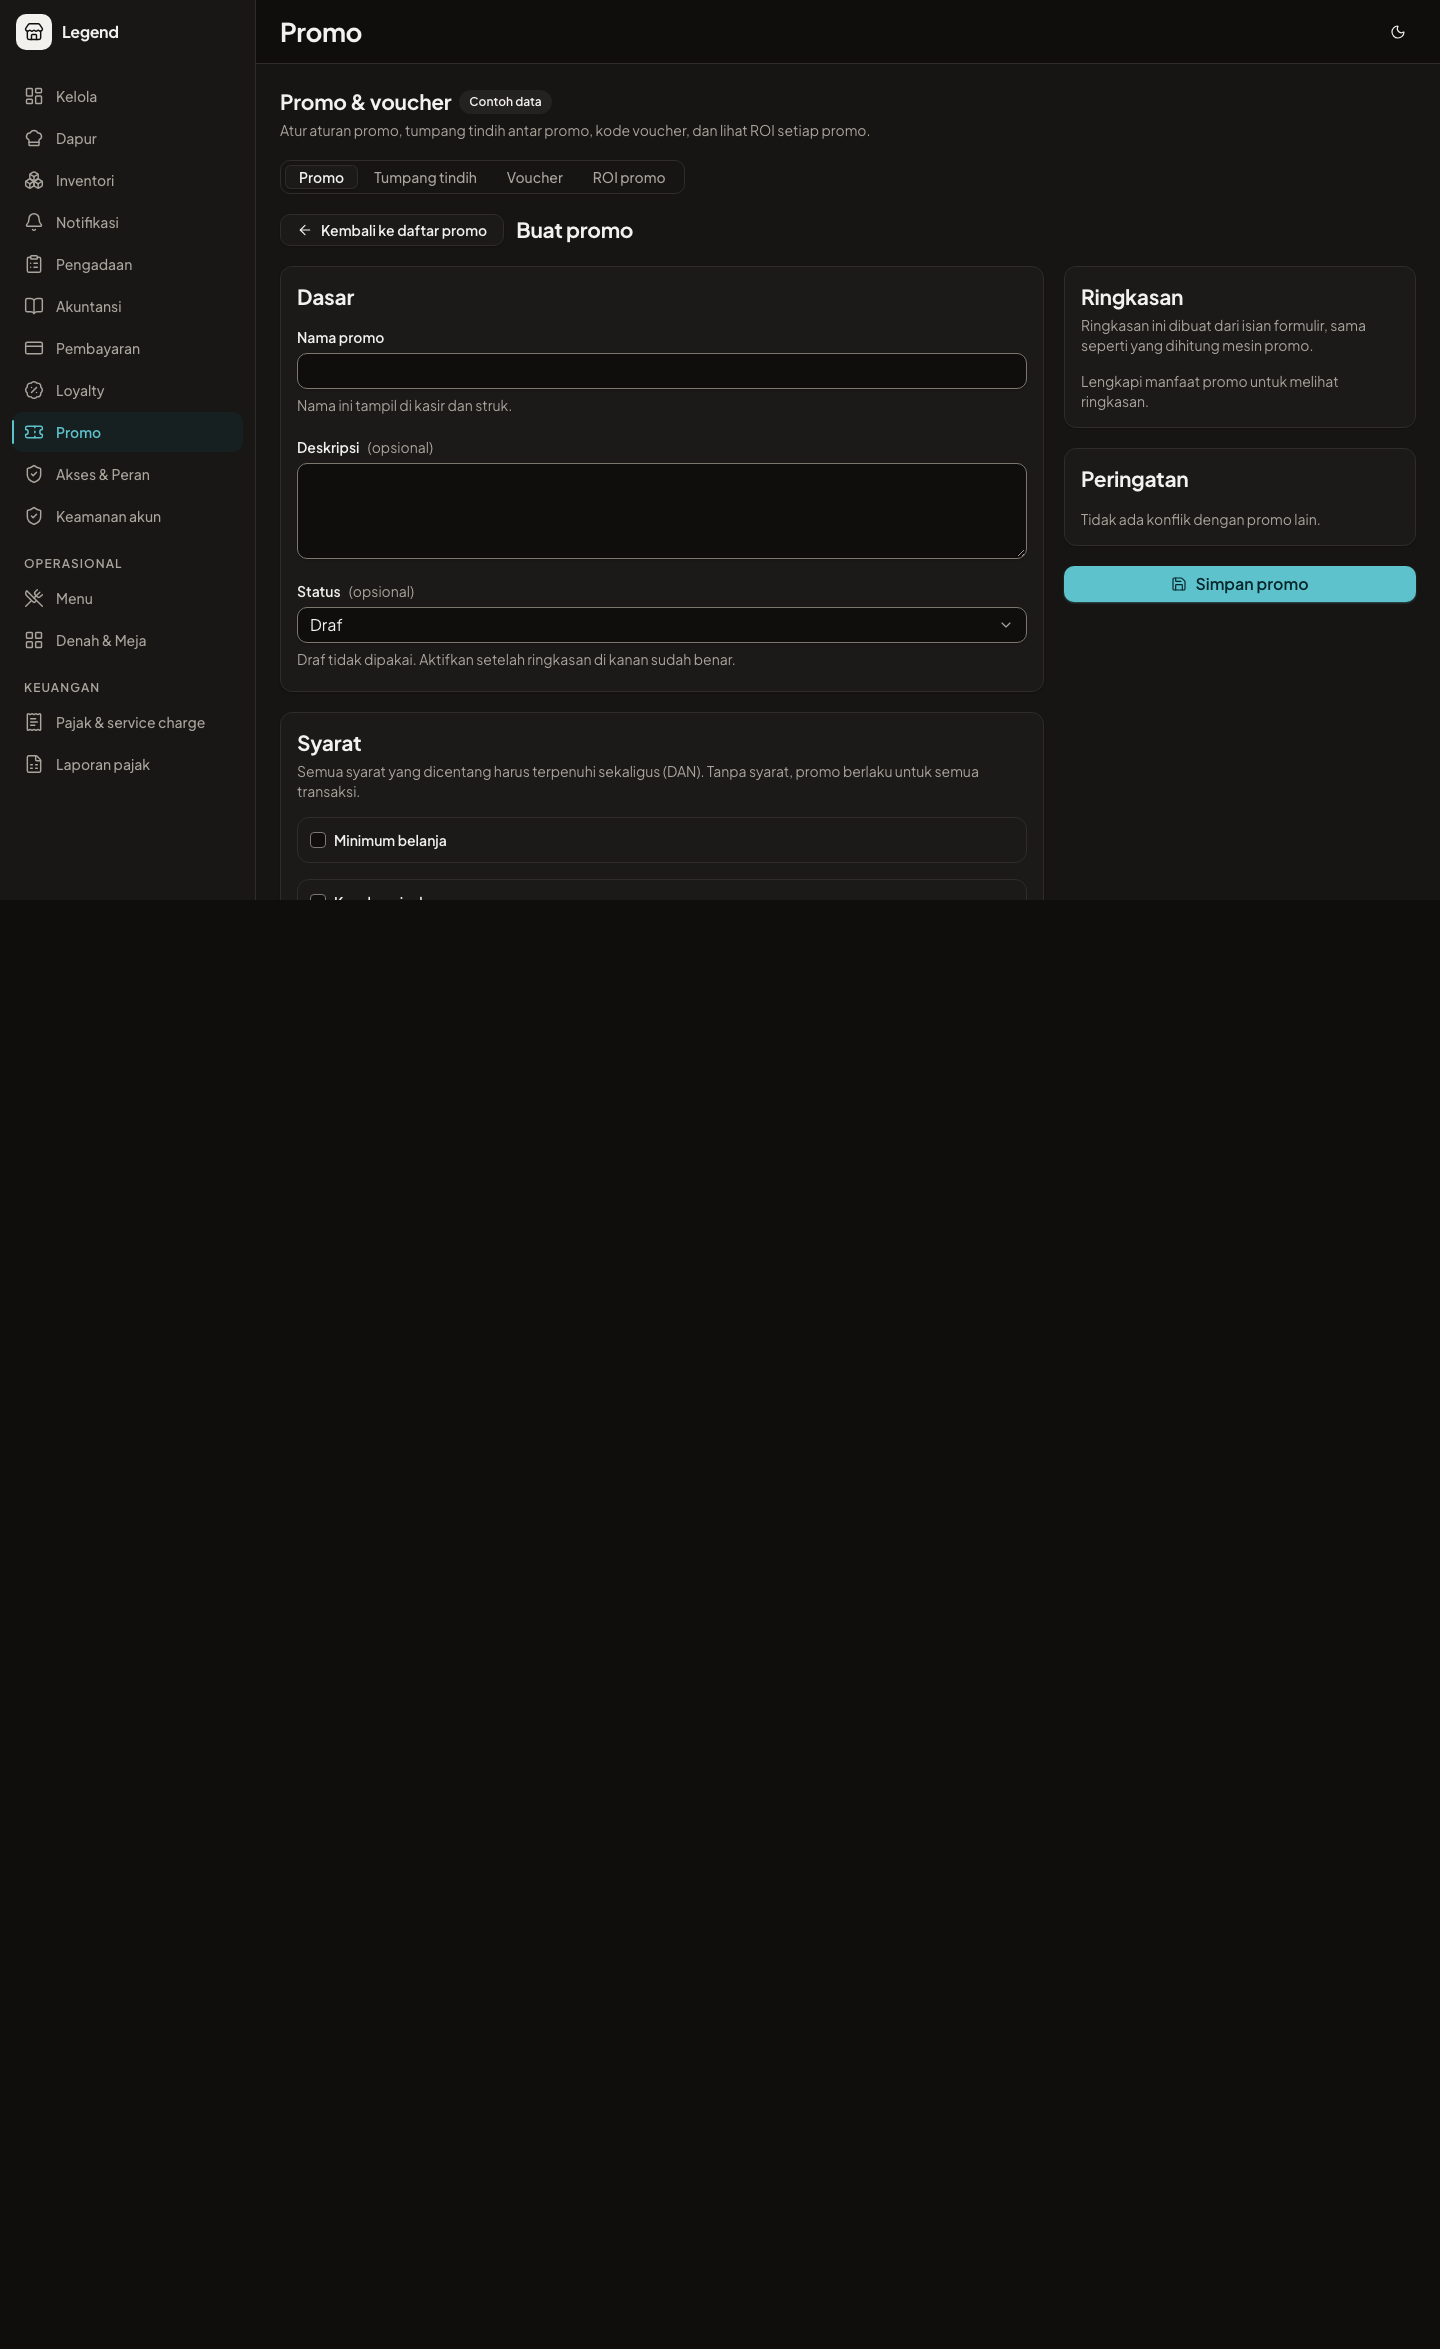 Legend
Kelola
Dapur
Inventori
Notifikasi
Pengadaan
Akuntansi
Pembayaran
Loyalty
Promo
Akses & Peran
Keamanan akun
OPERASIONAL
Menu
Denah & Meja
KEUANGAN
Pajak & service charge
Laporan pajak
Promo
Promo & voucher
Contoh data
Atur aturan promo, tumpang tindih antar promo, kode voucher, dan lihat ROI setiap promo.
Promo
Tumpang tindih
Voucher
ROI promo
Kembali ke daftar promo
Buat promo
Dasar
Nama promo
Nama ini tampil di kasir dan struk.
Deskripsi (opsional)
Status (opsional)
Draf
Draf tidak dipakai. Aktifkan setelah ringkasan di kanan sudah benar.
Syarat
Semua syarat yang dicentang harus terpenuhi sekaligus (DAN). Tanpa syarat, promo berlaku untuk semua
transaksi.
Minimum belanja
Ringkasan
Ringkasan ini dibuat dari isian formulir, sama
seperti yang dihitung mesin promo.
Lengkapi manfaat promo untuk melihat
ringkasan.
Peringatan
Tidak ada konflik dengan promo lain.
Simpan promo